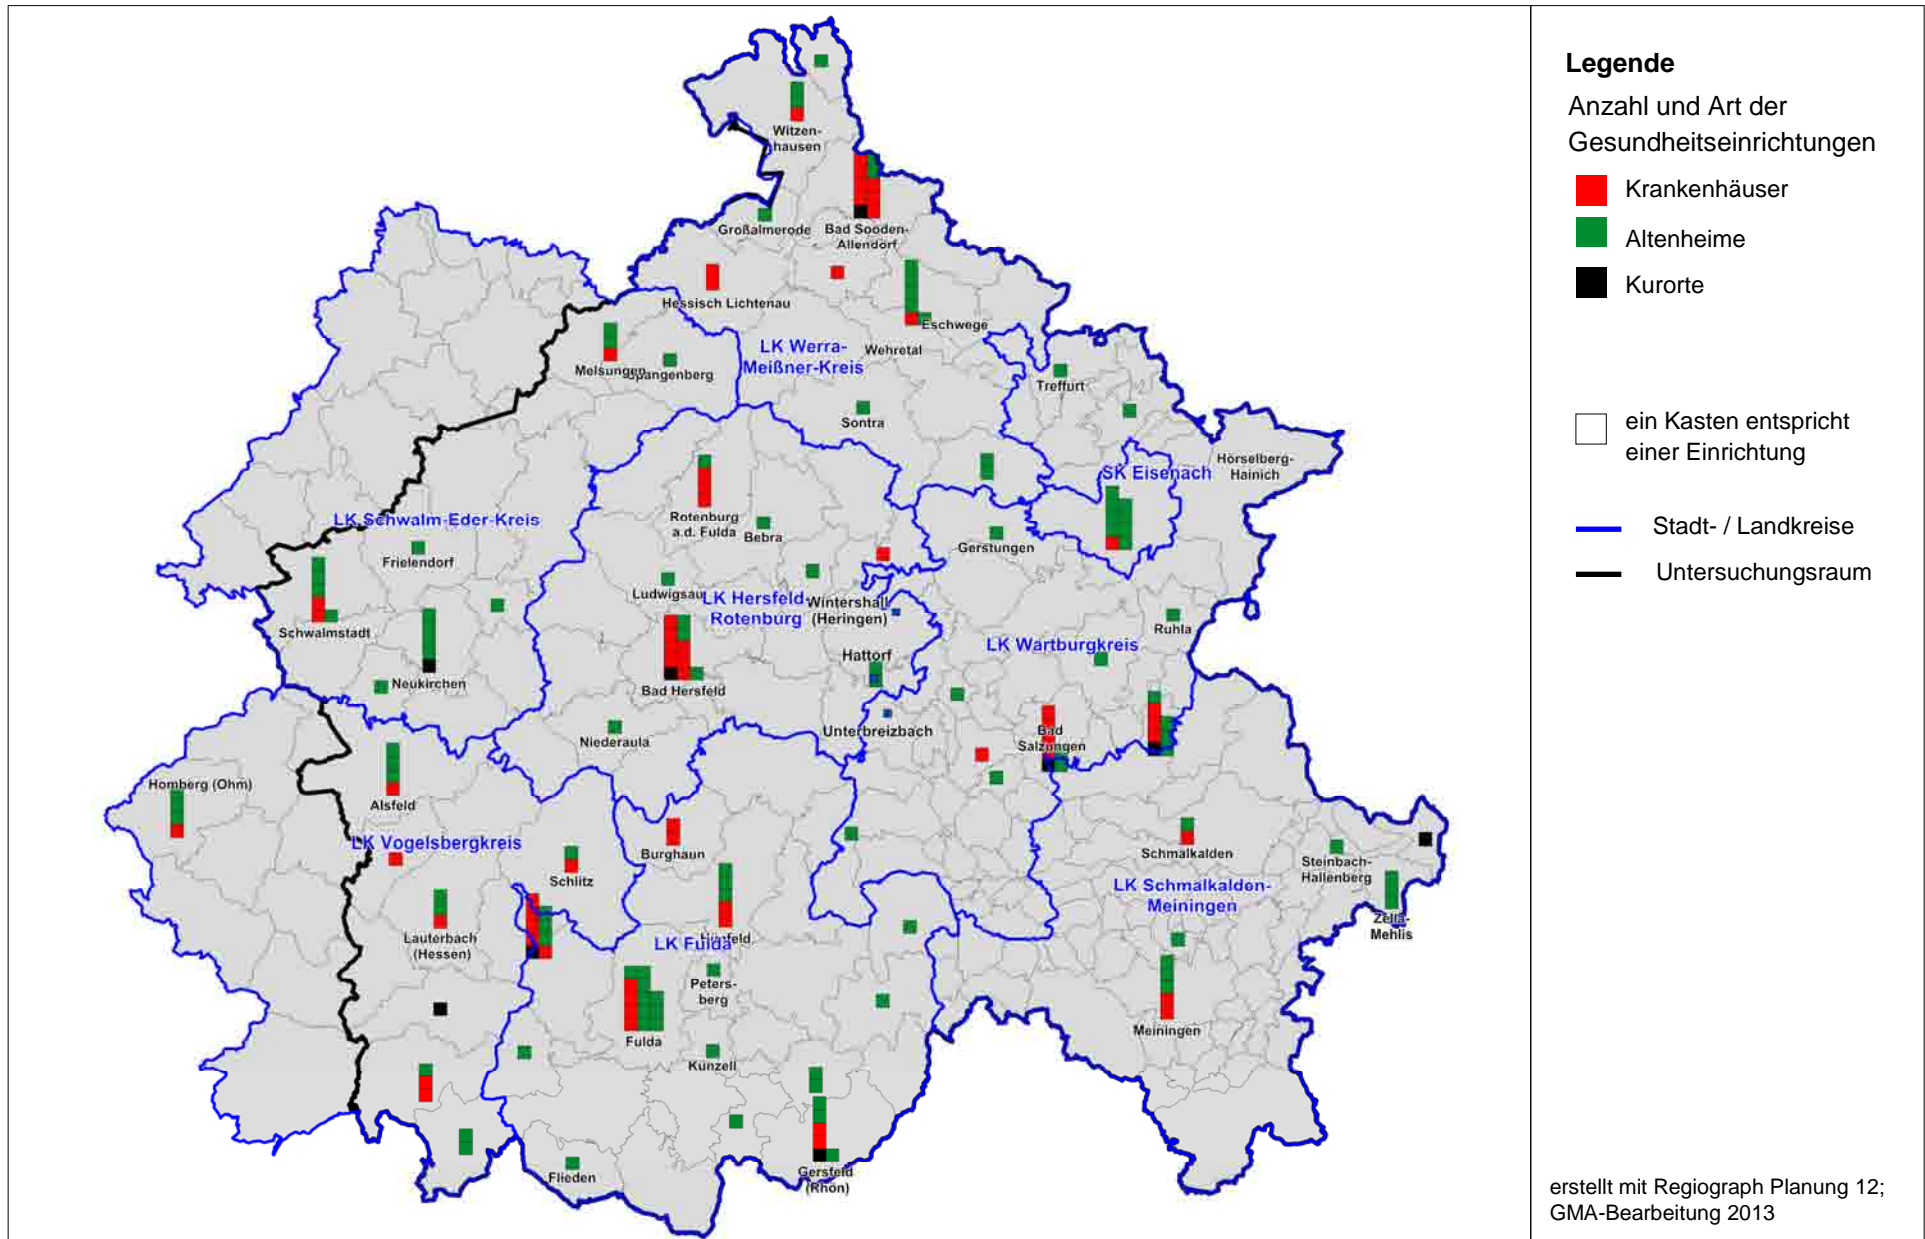 Witzen-
hausen
Großalmerode
Bad Sooden-
Allendorf
Hessisch Lichtenau
Eschwege
Wehretal
LK Werra-
Meißner-Kreis
Melsungen
Spangenberg
Treffurt
Sontra
Hörselberg-
Hainich
SK Eisenach
LK Schwalm-Eder-Kreis
Rotenburg
a.d. Fulda
Bebra
Gerstungen
Frielendorf
Ludwigsau
LK Hersfeld-
Rotenburg
Wintershall
(Heringen)
Schwalmstadt
Ruhla
LK Wartburgkreis
Hattorf
Neukirchen
Bad Hersfeld
Niederaula
Unterbreizbach
Bad
Salzungen
Homberg (Ohm)
Alsfeld
LK Vogelsbergkreis
Burghaun
Schlitz
Schmalkalden
Steinbach-
Hallenberg
LK Schmalkalden-
Meiningen
Zella-
Mehlis
Lauterbach
(Hessen)
Hünfeld
LK Fulda
Peters-
berg
Meiningen
Fulda
Künzell
Flieden
Gersfeld
(Rhön)
Legende
Anzahl und Art der
Gesundheitseinrichtungen
Krankenhäuser
Altenheime
Kurorte
ein Kasten entspricht
einer Einrichtung
Stadt- / Landkreise
Untersuchungsraum
erstellt mit Regiograph Planung 12;
GMA-Bearbeitung 2013